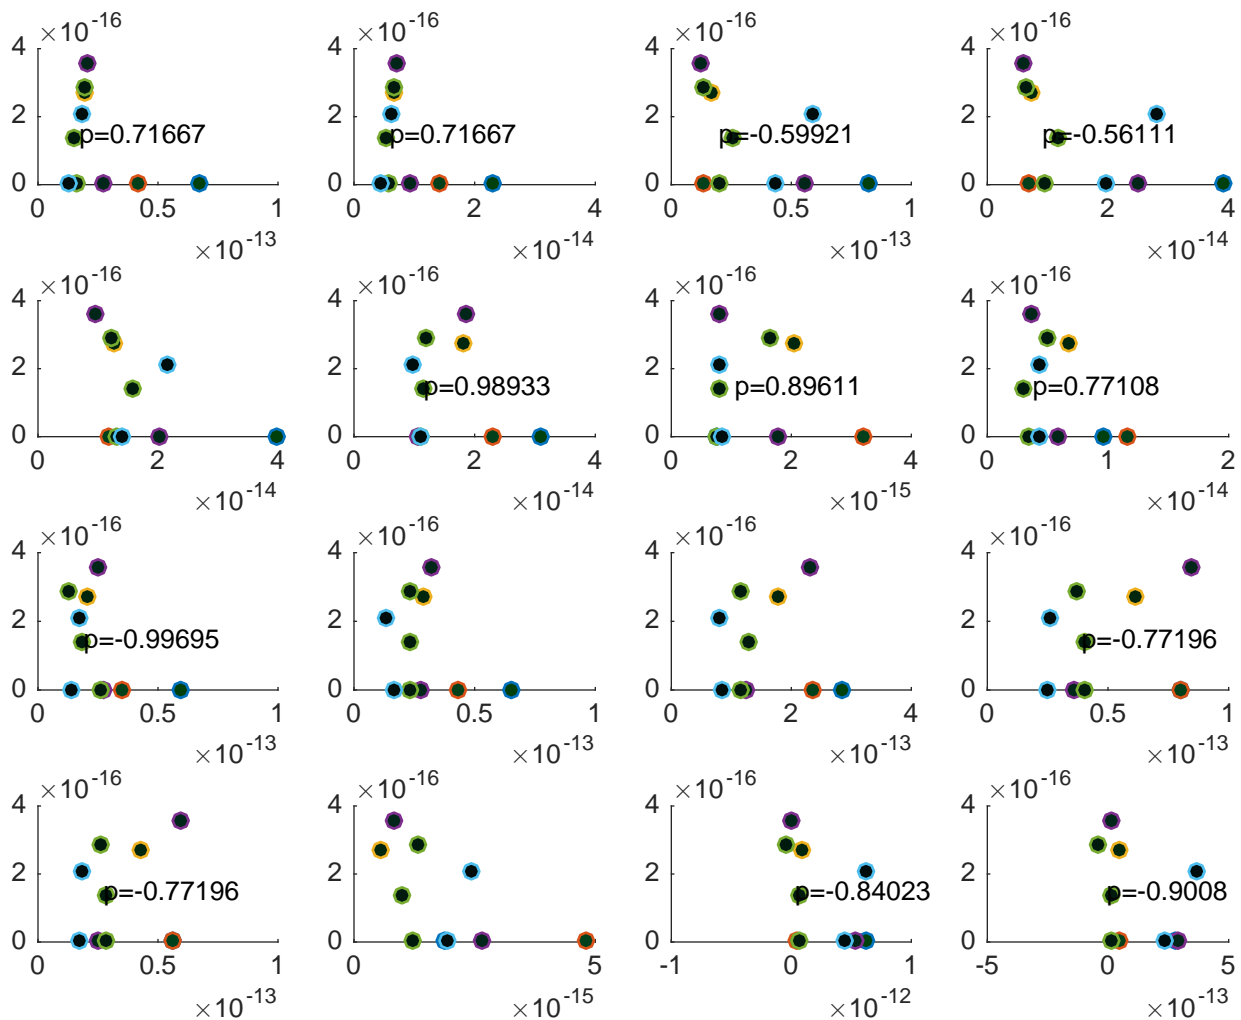 ×10-16 ×10-16 ×10-16 ×10-16
4 4 4 4
2 2 2 2
p=0.71667 p=0.71667 p=-0.59921 p=-0.56111
0 0 0 0
0 0.5 1 0 2 4 0 0.5 1 0 2 4
×10-13 ×10-14 ×10-13 ×10-14
×10-16 ×10-16 ×10-16 ×10-16
4 4 4 4
2 2 2 2
p=0.98933 p=0.89611 p=0.77108
0 0 0 0
0 2 4 0 2 4 0 2 4 0 1 2
×10-14 ×10-14 ×10-15 ×10-14
×10-16 ×10-16 ×10-16 ×10-16
4 4 4 4
2 2 2 2
p=-0.99695 p=-0.77196
0 0 0 0
0 0.5 1 0 0.5 1 0 2 4 0 0.5 1
×10-13 ×10-13 ×10-13 ×10-13
×10-16 ×10-16 ×10-16 ×10-16
4 4 4 4
2 2 2 2
p=-0.77196 p=-0.84023 p=-0.9008
0 0 0 0
0 0.5 1 0 5 -1 0 1 -5 0 5
×10-13 ×10-15 ×10-12 ×10-13